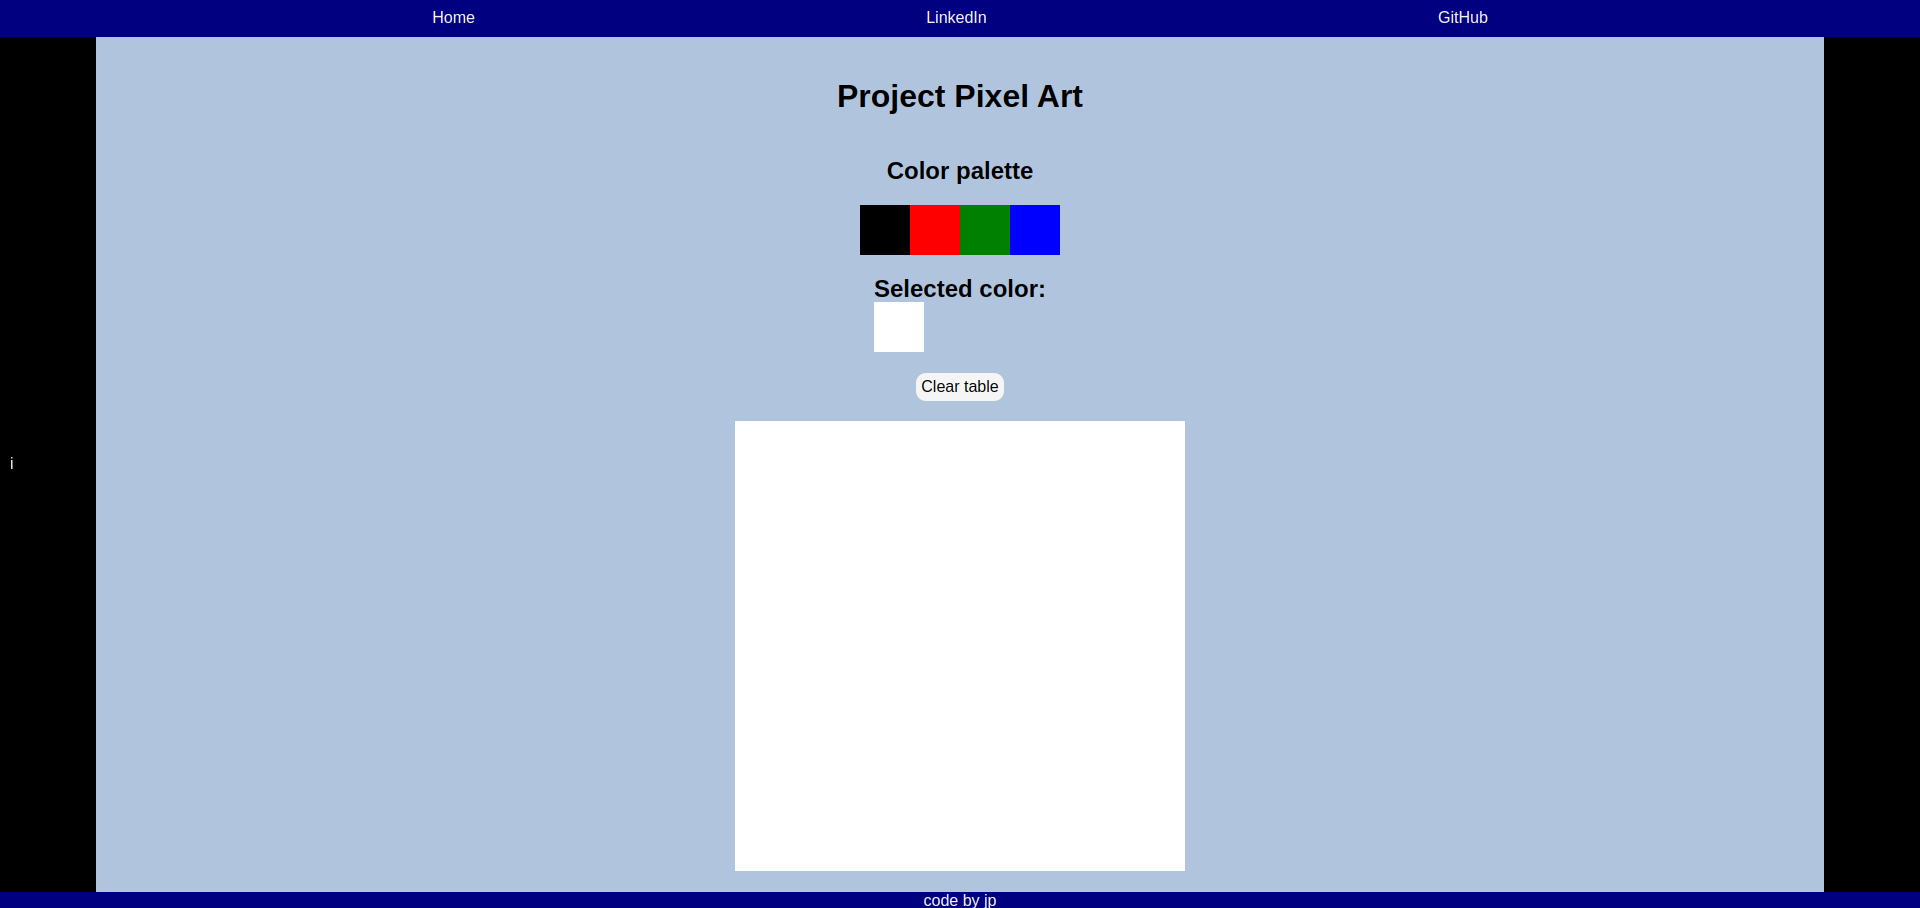 Home LinkedIn GitHub
Project Pixel Art
Color palette
Selected color:
Clear table
i
code by jp